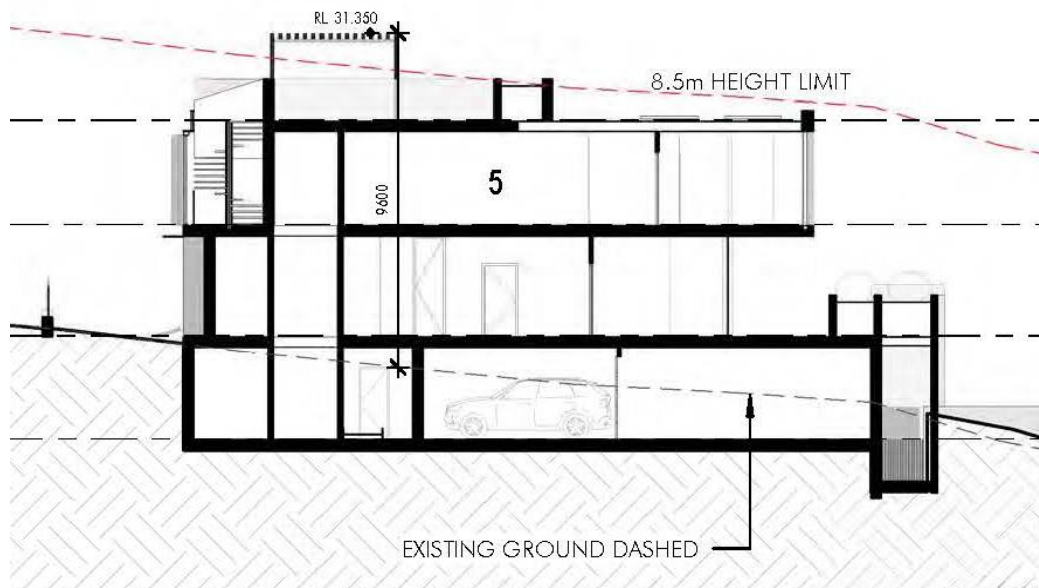 RL 31.350
8.5m HEIGHT LIMIT
5
9600
EXISTING GROUND DASHED